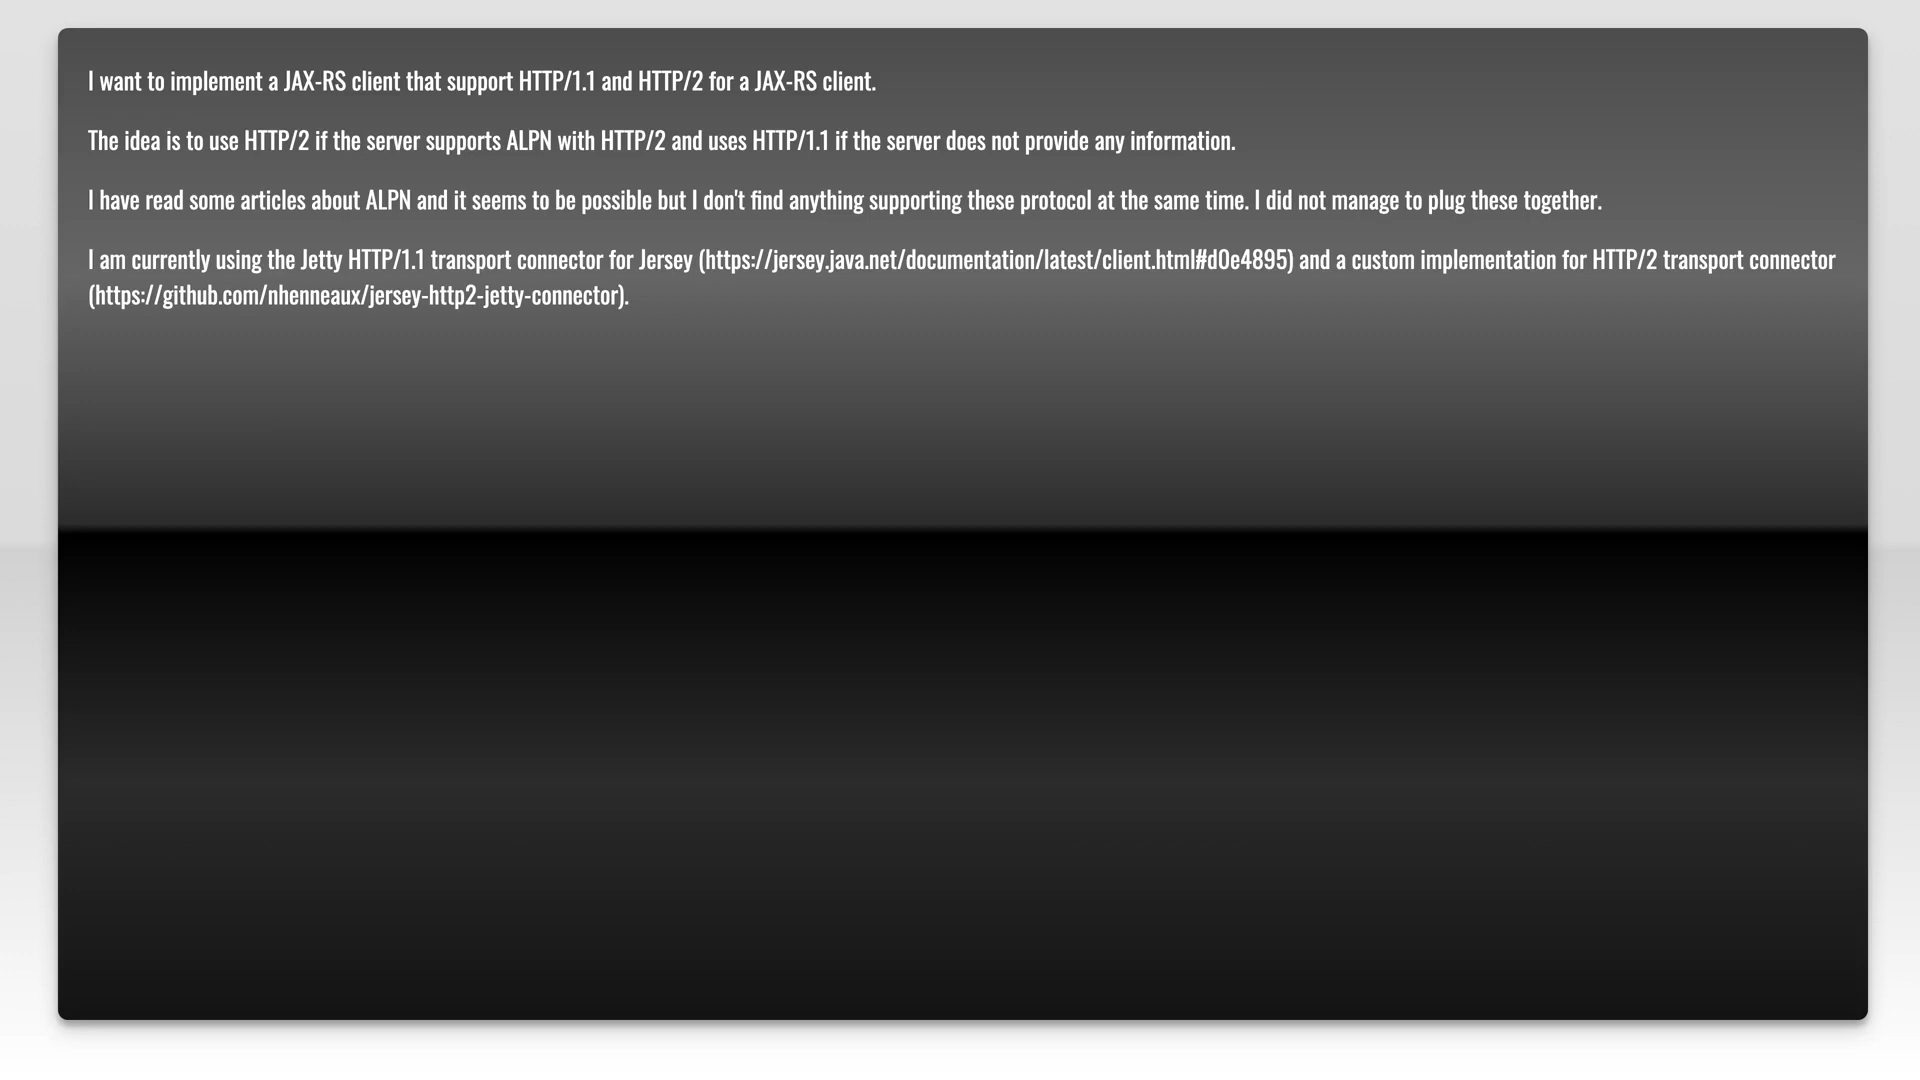 I want to implement a JAX-RS client that support HTTP/1.1 and HTTP/2 for a JAX-RS client.
The idea is to use HTTP/2 if the server supports ALPN with HTTP/2 and uses HTTP/1.1 if the server does not provide any information.
I have read some articles about ALPN and it seems to be possible but I don't find anything supporting these protocol at the same time. I did not manage to plug these together.
I am currently using the Jetty HTTP/1.1 transport connector for Jersey (https://jersey.java.net/documentation/latest/client.html#d0e4895) and a custom implementation for HTTP/2 transport connector
(https://github.com/nhenneaux/jersey-http2-jetty-connector).